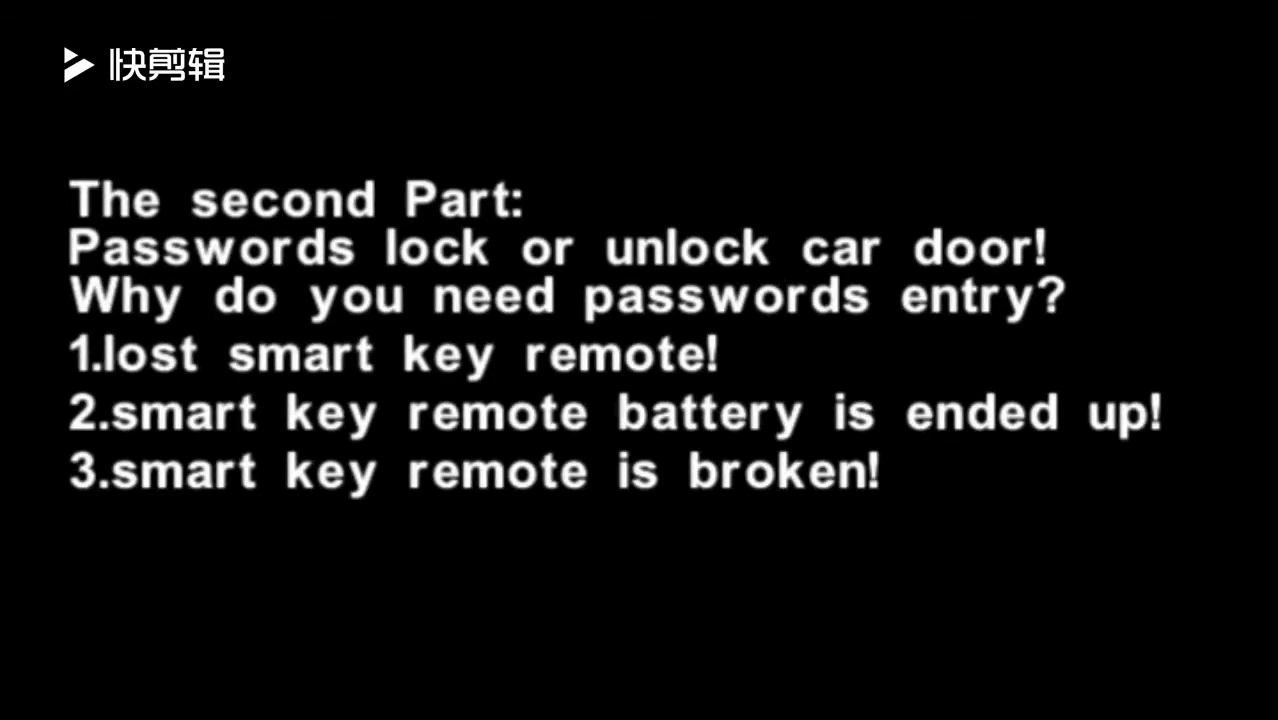 快剪辑
The second Part:
Passwords lock or unlock car door!
Why do you need passwords entry?
1.lost smart key remote!
2.smart key remote battery is ended up!
3.smart key remote is broken!